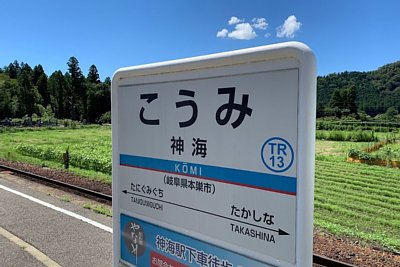 こうみ
神海
KŌMI
TR
13
(岐阜県本巣市)
たにぐみぐち
TANIGUMIGUCHI
たかしな
TAKASHINA
神海駅下車徒歩